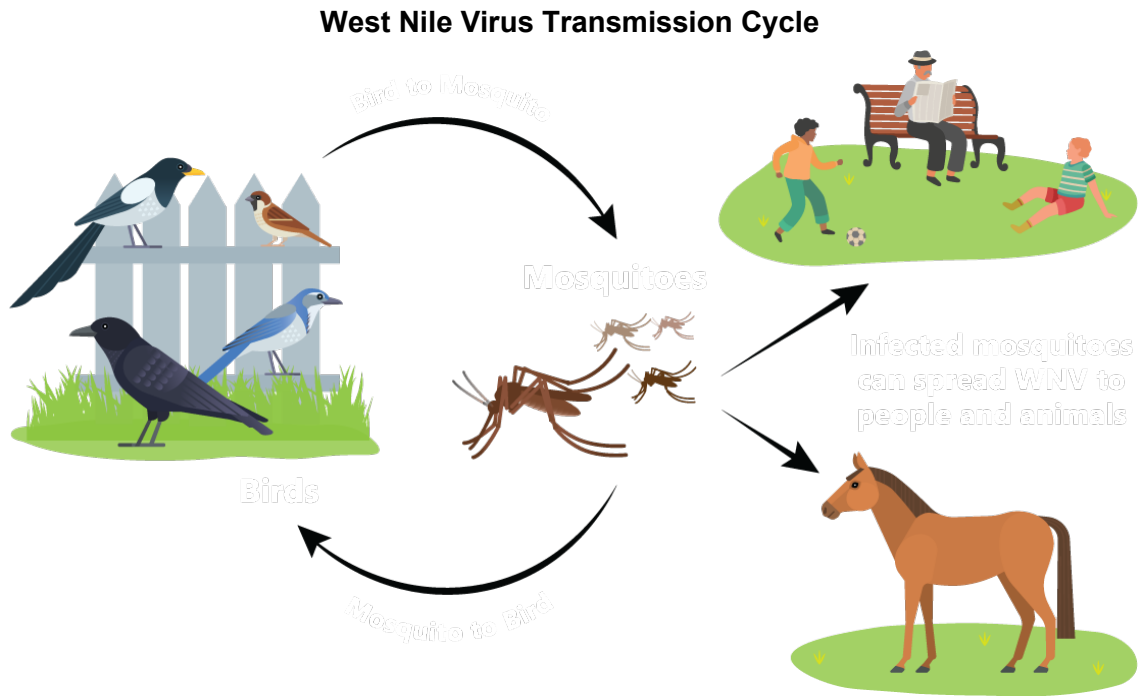 West Nile Virus Transmission Cycle
Bird to Mosquito
Mosquitoes
Infected mosquitoes
can spread WNV to
people and animals
Birds
Mosquito to Bird